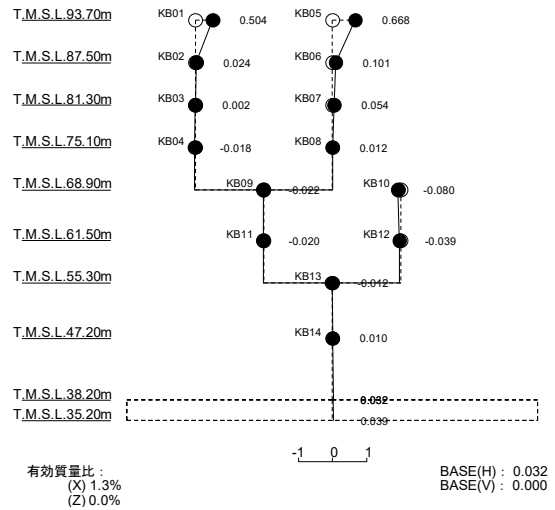 T.M.S.L.93.70m KB01 0.504 KB05 0.668
T.M.S.L.87.50m KB02 0.024 KB06 0.101
T.M.S.L.81.30m KB03 0.002 KB07 0.054
T.M.S.L.75.10m KB04 -0.018 KB08 0.012
T.M.S.L.68.90m KB09 -0.022 KB10 -0.080
T.M.S.L.61.50m KB11 -0.020 KB12 -0.039
T.M.S.L.55.30m KB13 -0.012
T.M.S.L.47.20m KB14 0.010
T.M.S.L.38.20m 0.032
T.M.S.L.35.20m 0.039
-1 0 1
有効質量比:
(X) 1.3%
(Z) 0.0%
BASE(H) : 0.032
BASE(V) : 0.000